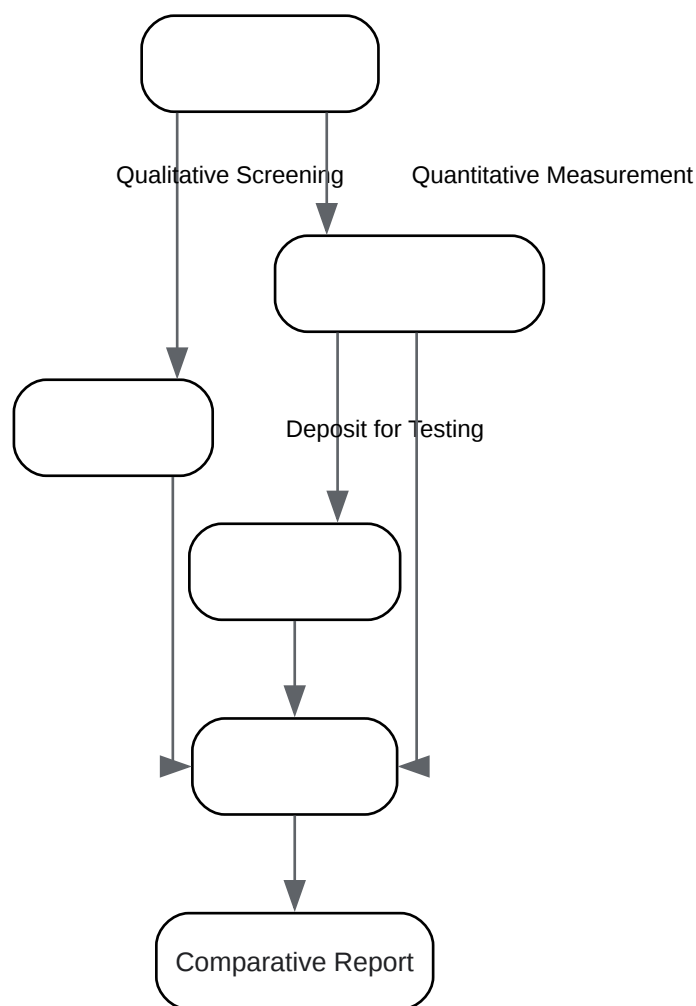 Qualitative Screening
Quantitative Measurement
Deposit for Testing
Comparative Report